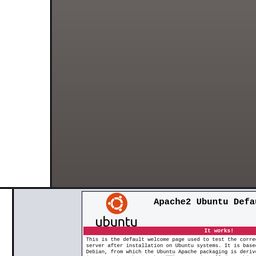 ubuntu
Apache2 Ubuntu Defau
It works!
This is the default welcome page used to test the corre
server after installation on Ubuntu systems. It is base
Debian, from which the Ubuntu Apache packaging is deriv